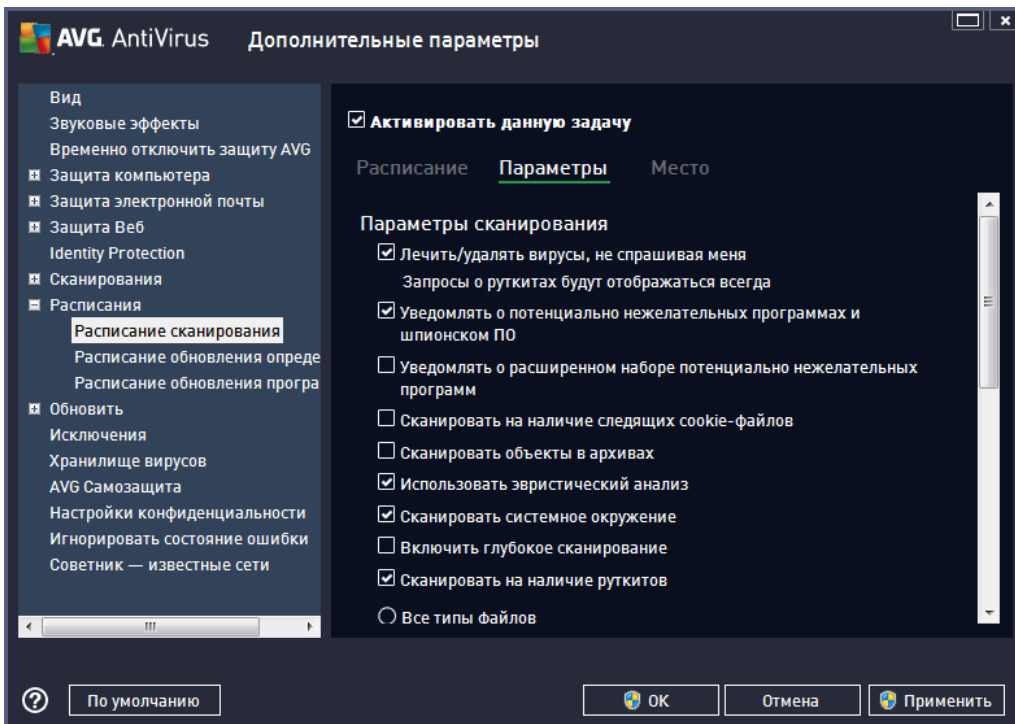 AVG AntiVirus
Дополнительные параметры
Вид
Звуковые эффекты
Временно отключить защиту AVG
Защита компьютера
Защита электронной почты
Защита Веб
Identity Protection
Сканирования
Расписания
Расписание сканирования
Расписание обновления опреде
Расписание обновления програ
Обновить
Исключения
Хранилище вирусов
AVG Самозащита
Настройки конфиденциальности
Игнорировать состояние ошибки
Советник — известные сети
Активировать данную задачу
Расписание Параметры Место
Параметры сканирования
Лечить/удалять вирусы, не спрашивая меня
Запросы о руткитах будут отображаться всегда
Уведомлять о потенциально нежелательных программах и
шпионском ПО
Уведомлять о расширенном наборе потенциально нежелательных
программ
Сканировать на наличие следящих cookie-файлов
Сканировать объекты в архивах
Использовать эвристический анализ
Сканировать системное окружение
Включить глубокое сканирование
Сканировать на наличие руткитов
Все типы файлов
? По умолчанию ОК Отмена Применить